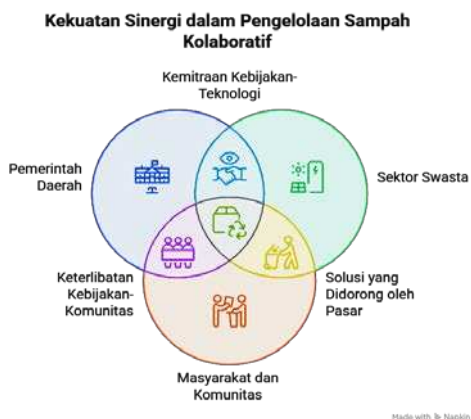 Kekuatan Sinergi dalam Pengelolaan Sampah
Kolaboratif
Kemitraan Kebijakan-
Teknologi
Pemerintah
Daerah
Sektor Swasta
Keterlibatan
Kebijakan-
Komunitas
Solusi yang
Didorong oleh
Pasar
Masyarakat dan
Komunitas
Made with Napkin